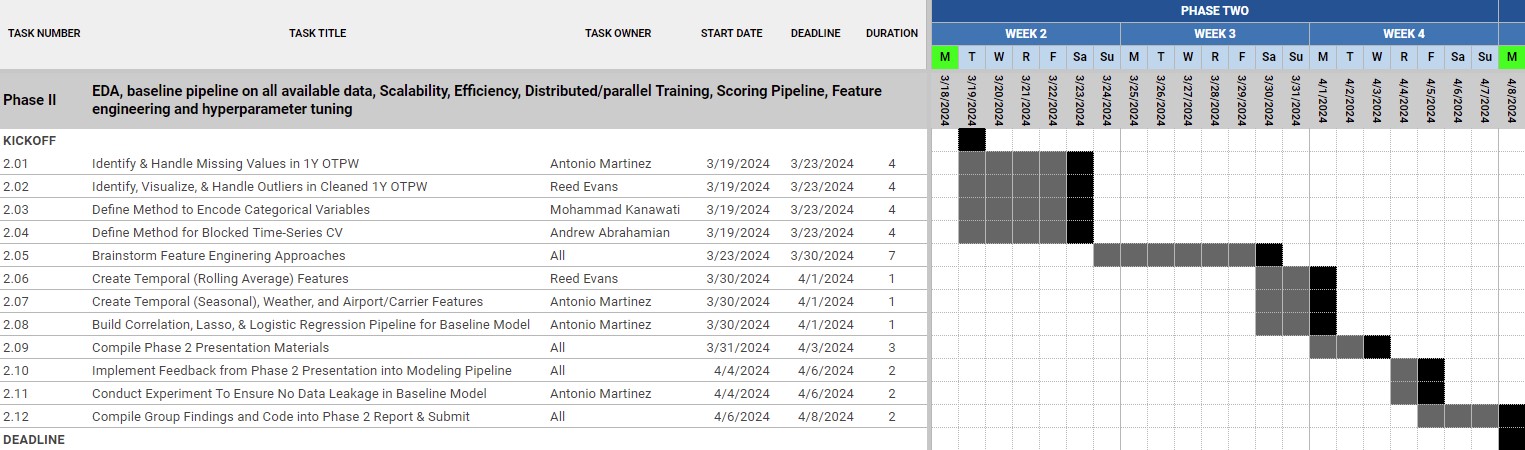 PHASE TWO
TASK NUMBER TASK TITLE TASK OWNER START DATE DEADLINE DURATION WEEK 2 WEEK 3 WEEK 4
M T W R F Sa Su M T W R F Sa Su M T W R F Sa Su M
Phase II EDA, baseline pipeline on all available data, Scalability, Efficiency, Distributed/parallel Training, Scoring Pipeline, Feature
engineering and hyperparameter tuning
3/18/2024 3/19/2024 3/20/2024 3/21/2024 3/22/2024 3/23/2024 3/24/2024 3/25/2024 3/26/2024 3/27/2024 3/28/2024 3/29/2024 3/30/2024 3/31/2024 4/1/2024 4/2/2024 4/3/2024 4/4/2024 4/5/2024 4/6/2024 4/7/2024 4/8/2024
KICKOFF
2.01 Identify & Handle Missing Values in 1Y OTPW Antonio Martinez 3/19/2024 3/23/2024 4
2.02 Identify, Visualize, & Handle Outliers in Cleaned 1Y OTPW Reed Evans 3/19/2024 3/23/2024 4
2.03 Define Method to Encode Categorical Variables Mohammad Kanawati 3/19/2024 3/23/2024 4
2.04 Define Method for Blocked Time-Series CV Andrew Abrahamian 3/19/2024 3/23/2024 4
2.05 Brainstorm Feature Enginering Approaches All 3/23/2024 3/30/2024 7
2.06 Create Temporal (Rolling Average) Features Reed Evans 3/30/2024 4/1/2024 1
2.07 Create Temporal (Seasonal), Weather, and Airport/Carrier Features Antonio Martinez 3/30/2024 4/1/2024 1
2.08 Build Correlation, Lasso, & Logistic Regression Pipeline for Baseline Model Antonio Martinez 3/30/2024 4/1/2024 1
2.09 Compile Phase 2 Presentation Materials All 3/31/2024 4/3/2024 3
2.10 Implement Feedback from Phase 2 Presentation into Modeling Pipeline All 4/4/2024 4/6/2024 2
2.11 Conduct Experiment To Ensure No Data Leakage in Baseline Model Antonio Martinez 4/4/2024 4/6/2024 2
2.12 Compile Group Findings and Code into Phase 2 Report & Submit All 4/6/2024 4/8/2024 2
DEADLINE